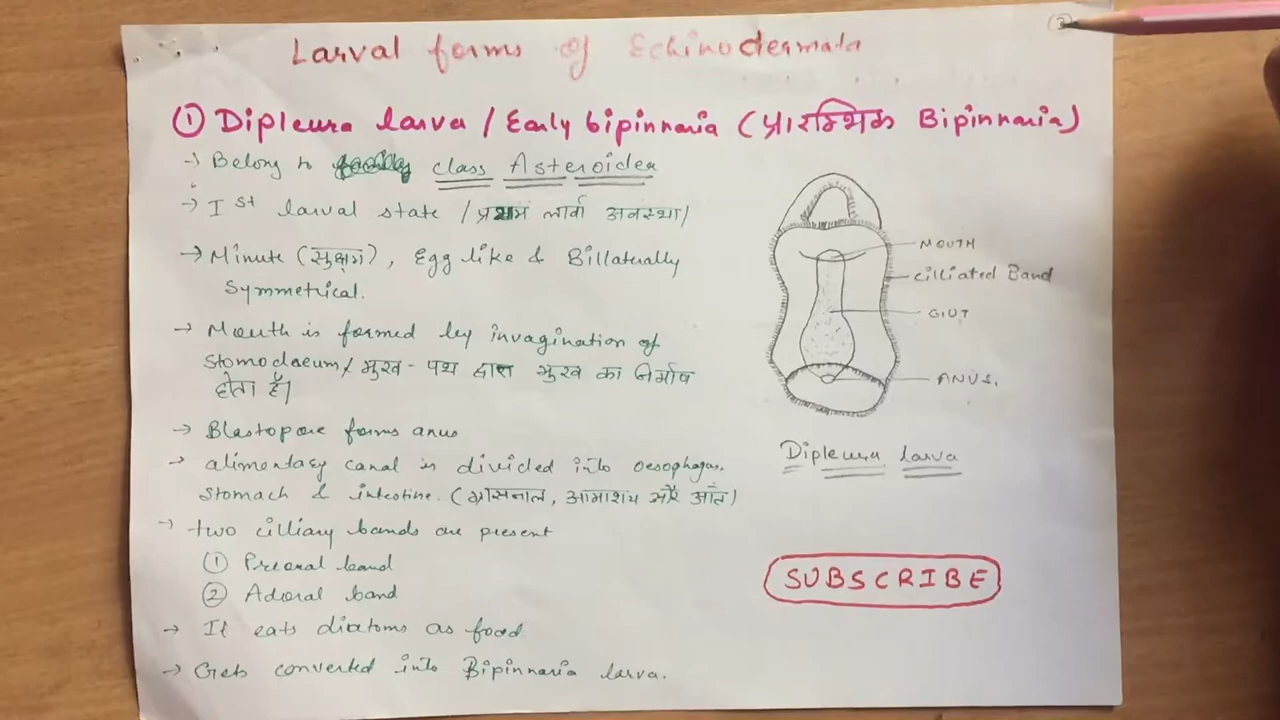 (2)
Larval forms of Echinodermata
① Dipleura larva / Early bipinnaria (प्रारम्भिक Bipinnaria)
→ Belong to class Asteroidea
→ Ist larval state / प्रथम लार्वा अवस्था/
→ Minute (सुक्ष्म), Egg like & Billaterally
Symmetrical.
→ Mouth is formed by invagination of
Stomodaeum / मुख-पथ द्वारा मुख का निर्माण
होता है।
→ Blastopore forms anus
→ alimentary canal is divided into oesophagus,
Stomach & intestine. (ग्रासनाल, आमाशय और आँत)
→ two cilliary bands are present
① Preoral band
② Adoral band
→ It eats diatoms as food
→ Gets converted into Bipinnaria larva.
MOUTH
Cilliated Band
GUT
ANUS.
Dipleura larva
SUBSCRIBE